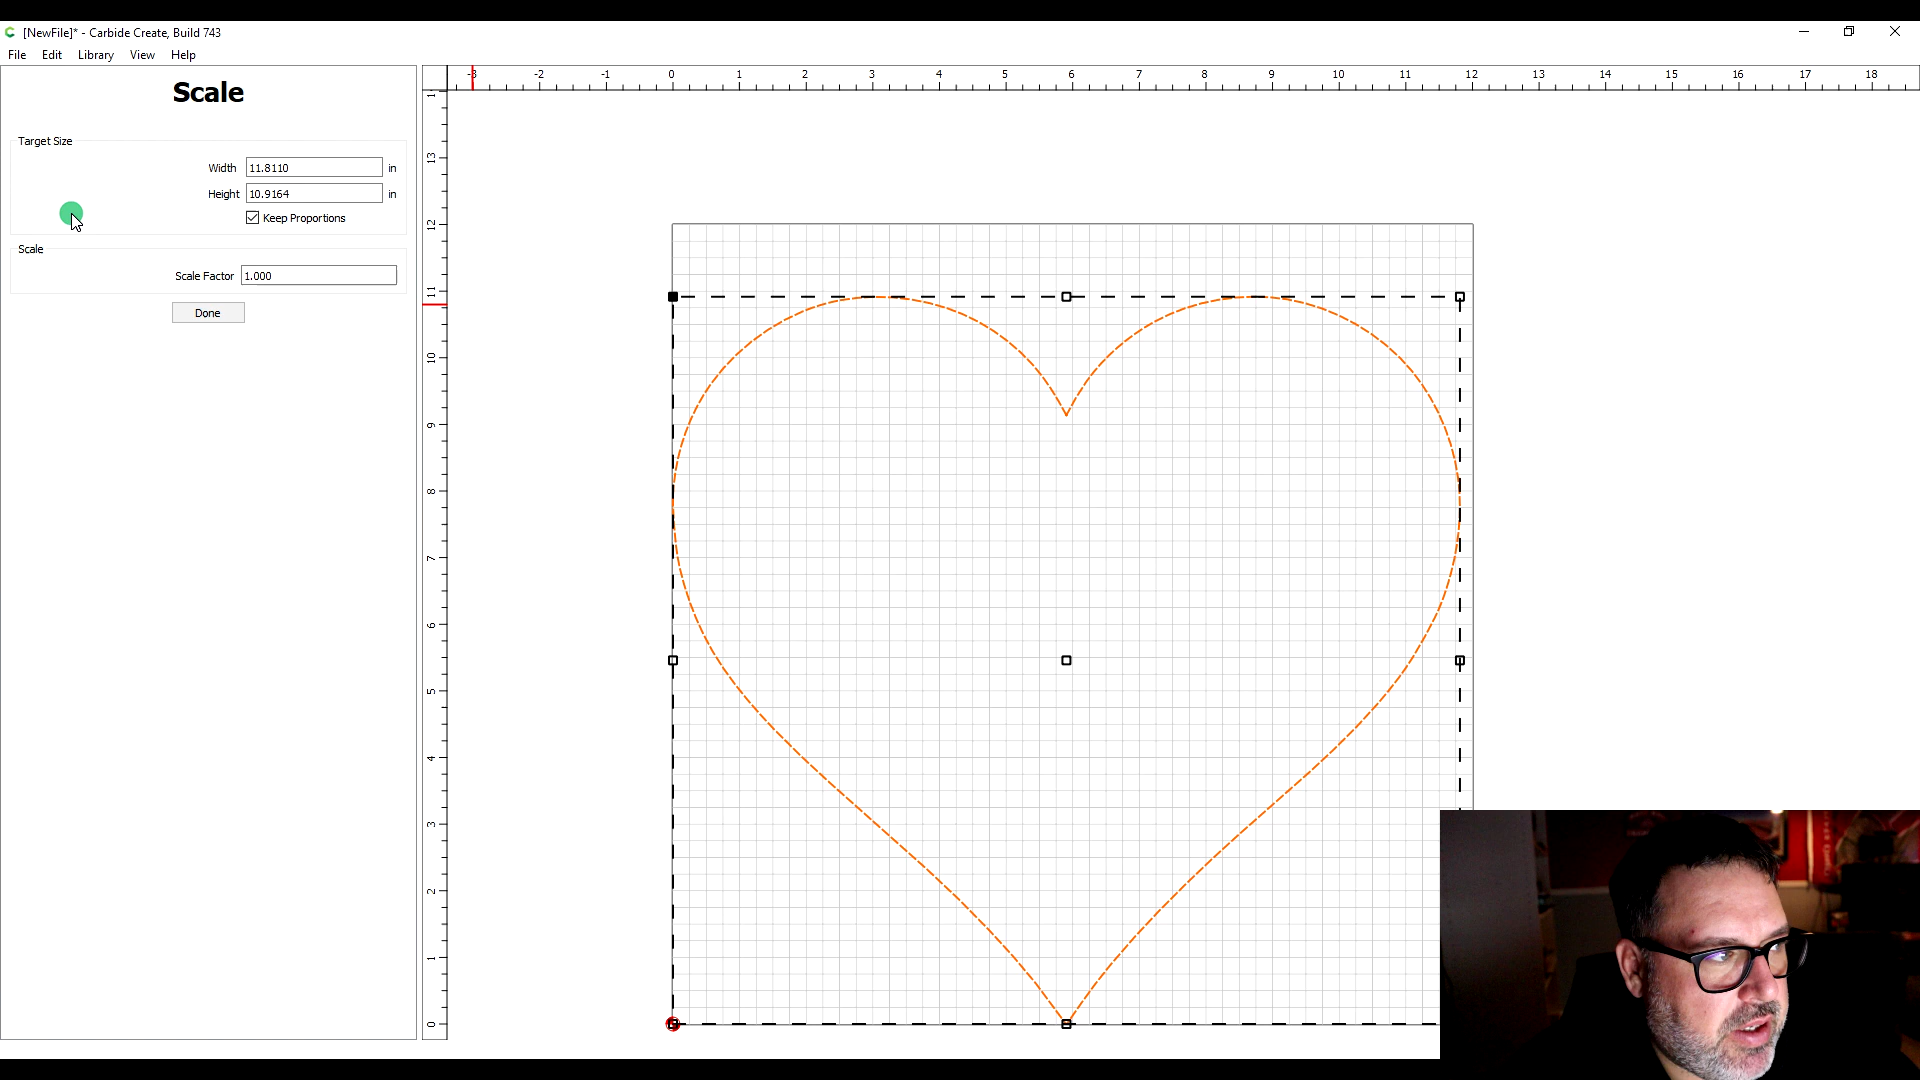 [NewFile]* - Carbide Create, Build 743
File Edit Library View Help
Scale
Target Size
Width 11.8110 in
Height 10.9164 in
Keep Proportions
Scale
Scale Factor 1.000
Done
-3 -2 -1 0 1 2 3 4 5 6 7 8 9 10 11 12 13 14 15 16 17 18
13
12
11
10
9
8
7
6
5
4
3
2
1
0